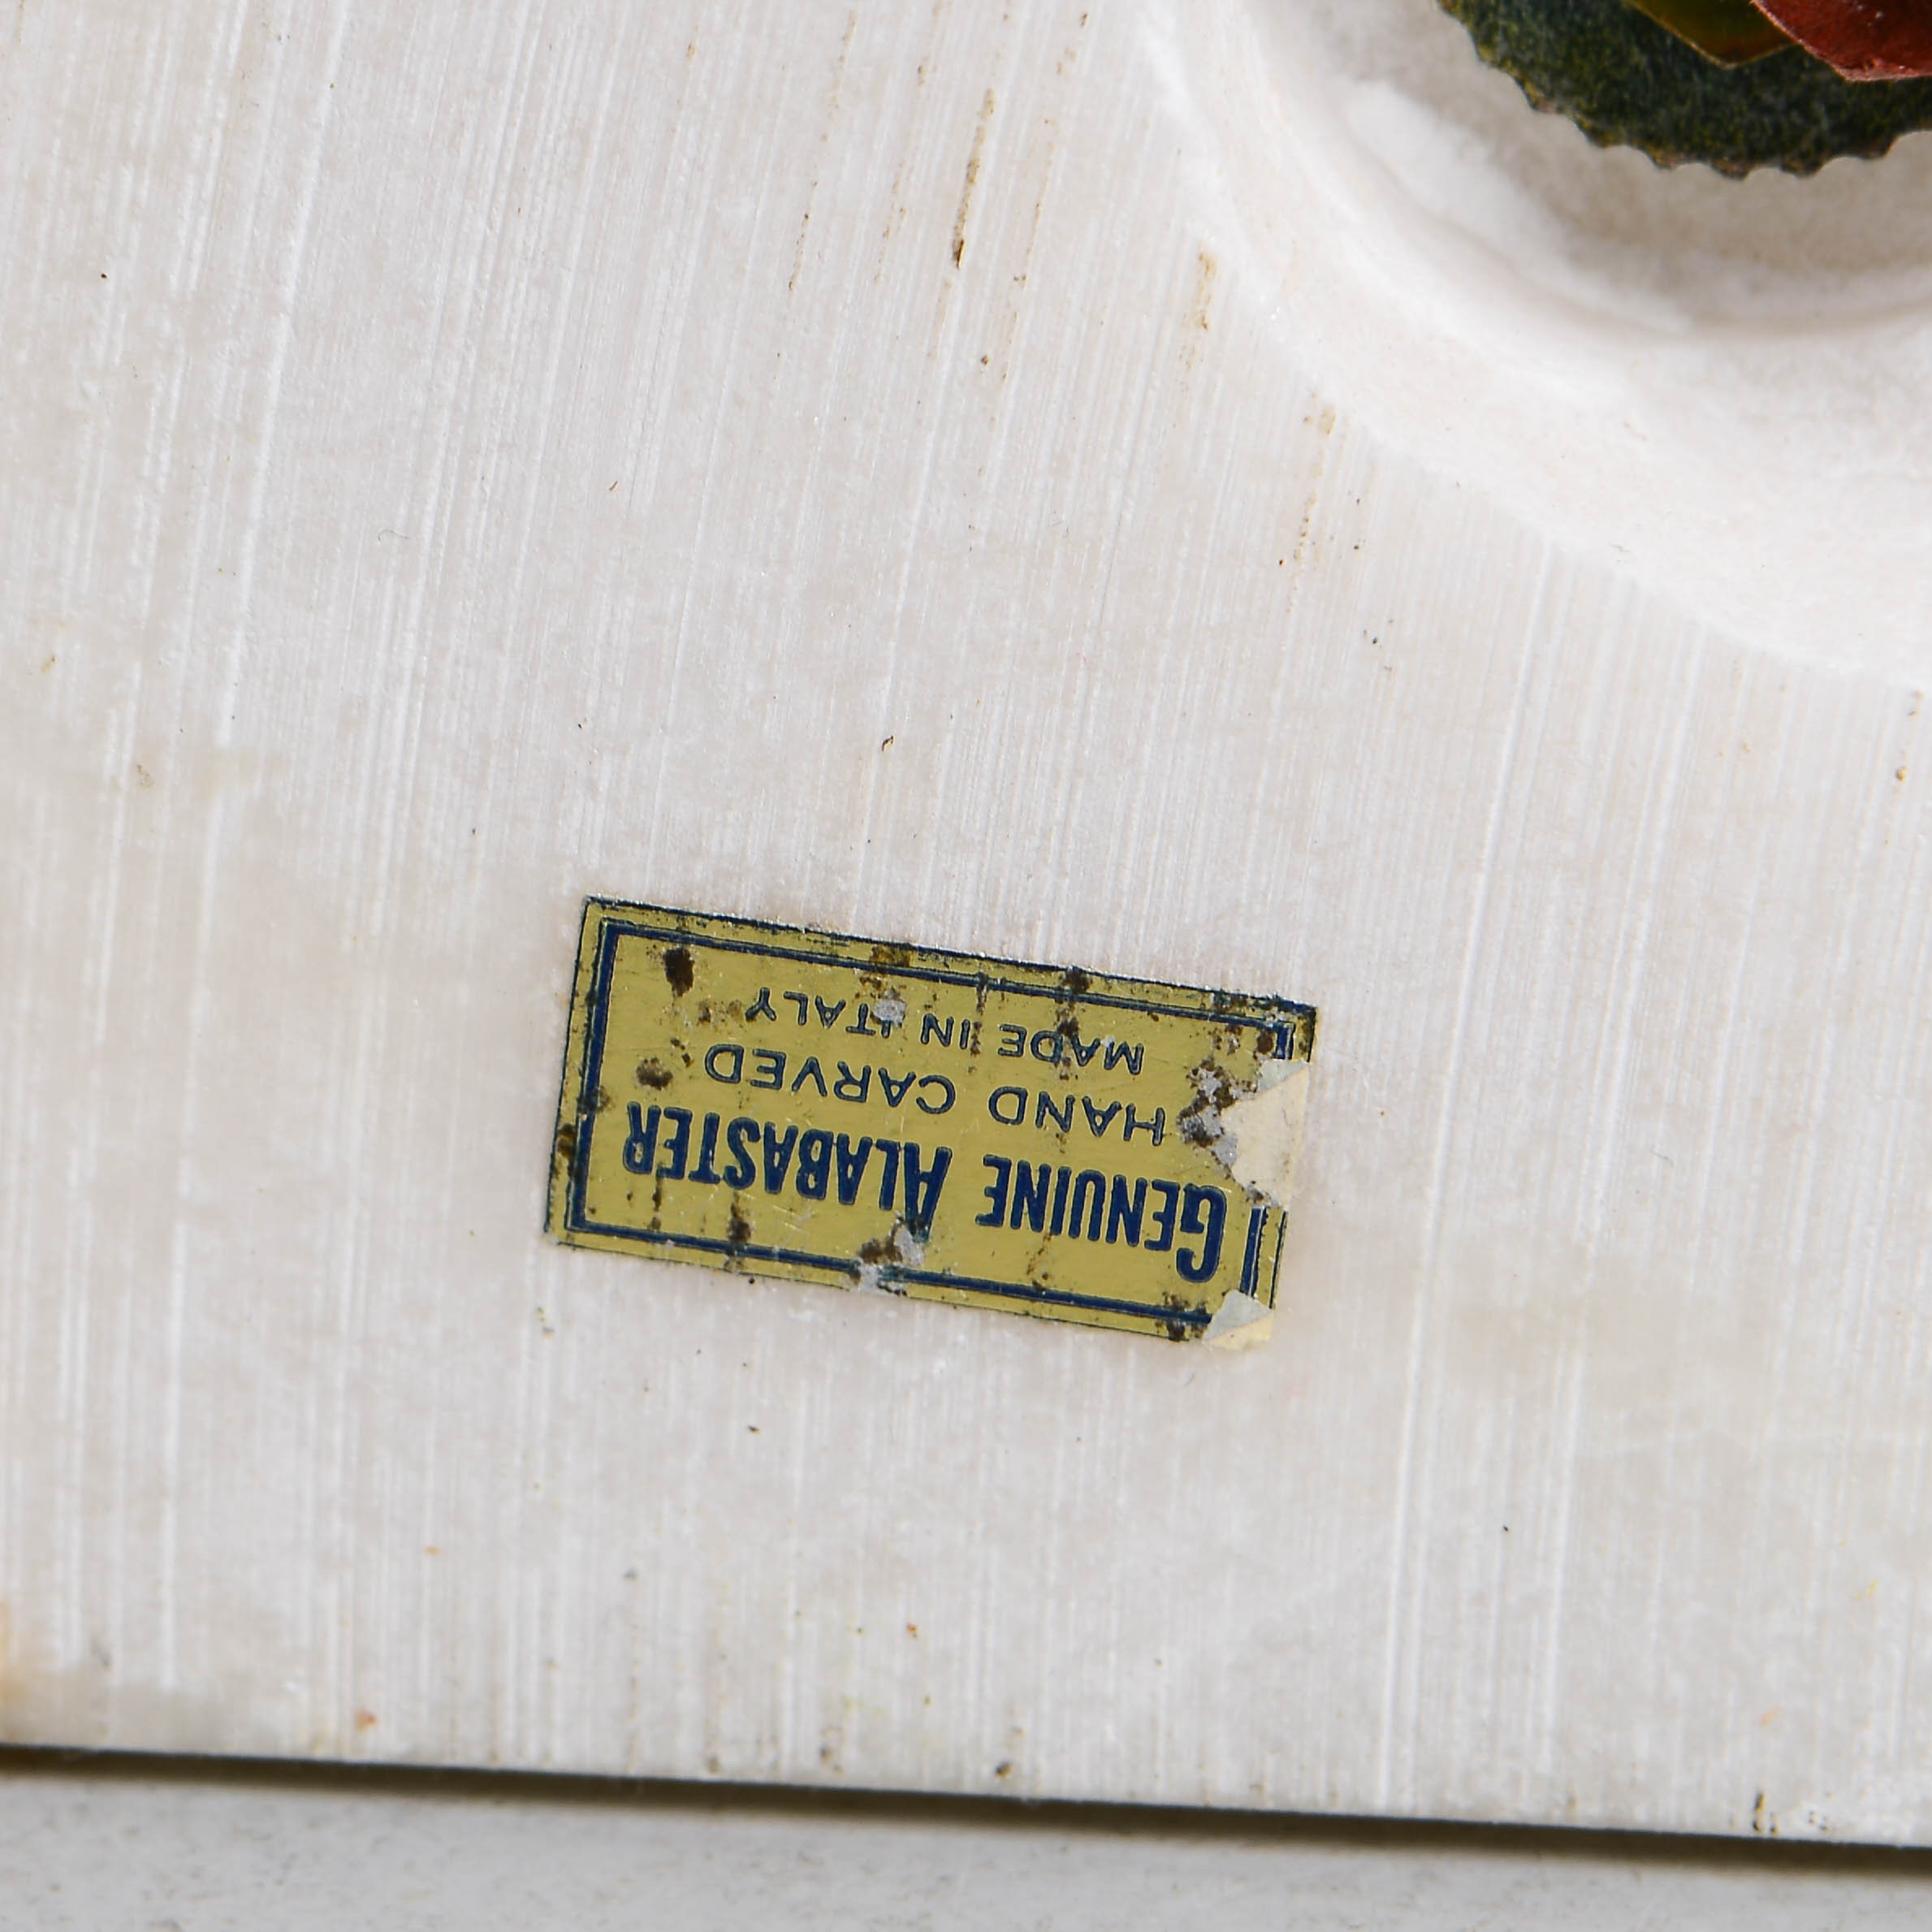 GENUINE ALABASTER
HAND CARVED
MADE IN ITALY